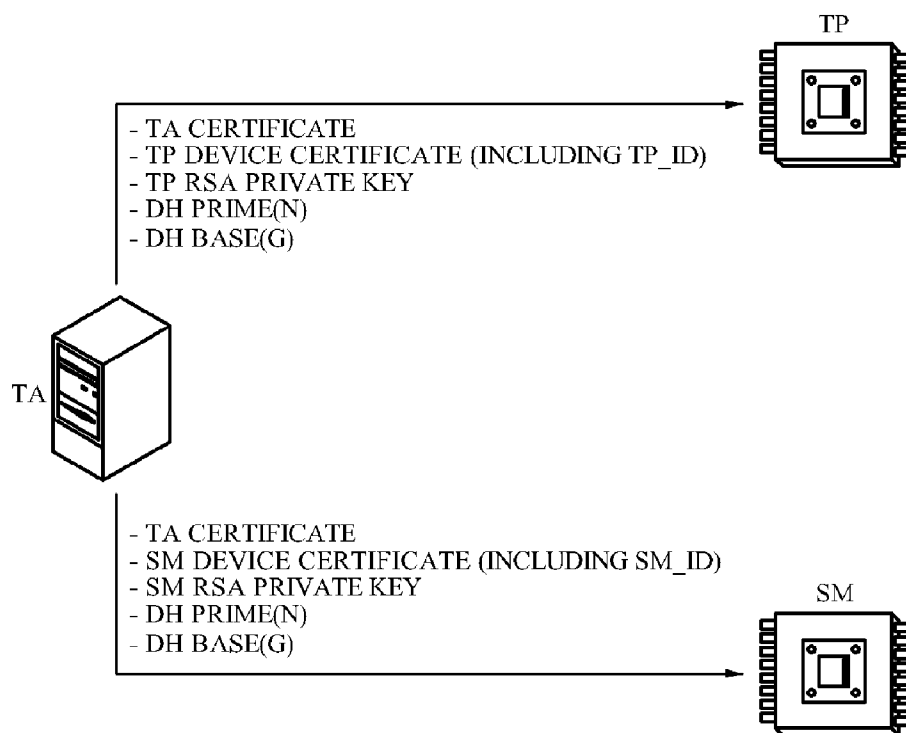 TP
- TA CERTIFICATE
- TP DEVICE CERTIFICATE (INCLUDING TP_ID)
- TP RSA PRIVATE KEY
- DH PRIME(N)
- DH BASE(G)
TA
- TA CERTIFICATE
- SM DEVICE CERTIFICATE (INCLUDING SM_ID)
- SM RSA PRIVATE KEY
- DH PRIME(N)
- DH BASE(G)
SM